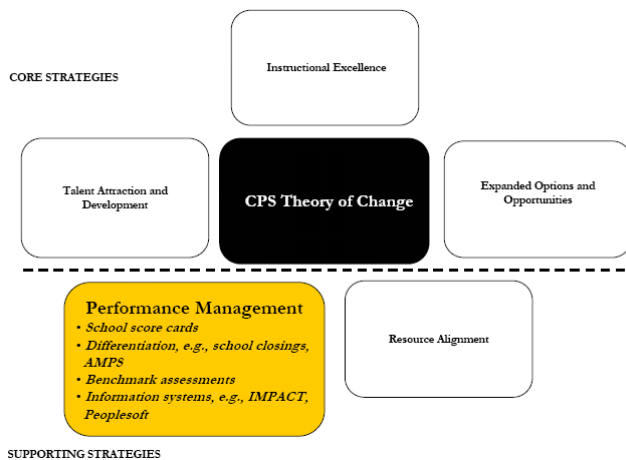 Instructional Excellence
CORE STRATEGIES
Talent Attraction and
Development
CPS Theory of Change
Expanded Options and
Opportunities
Performance Management
• School score cards
• Differentiation, e.g., school closings,
AMPS
• Benchmark assessments
• Information systems, e.g., IMPACT,
Peoplesoft
Resource Alignment
SUPPORTING STRATEGIES